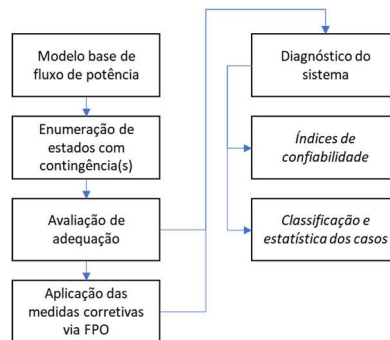 Modelo base de
fluxo de potência
Enumeração de
estados com
contingência(s)
Avaliação de
adequação
Aplicação das
medidas corretivas
via FPO
Diagnóstico do
sistema
Índices de
confiabilidade
Classificação e
estatística dos casos